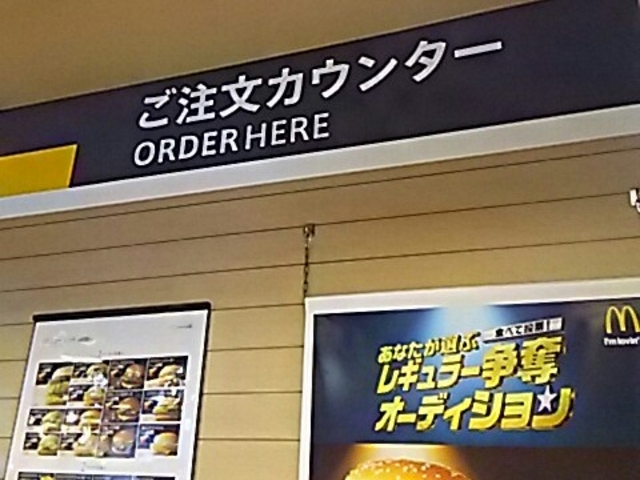 ご注文カウンター
ORDER HERE
食べて投票!
あなたが選ぶ
レギュラー争奪
オーディション
i'm lovin'